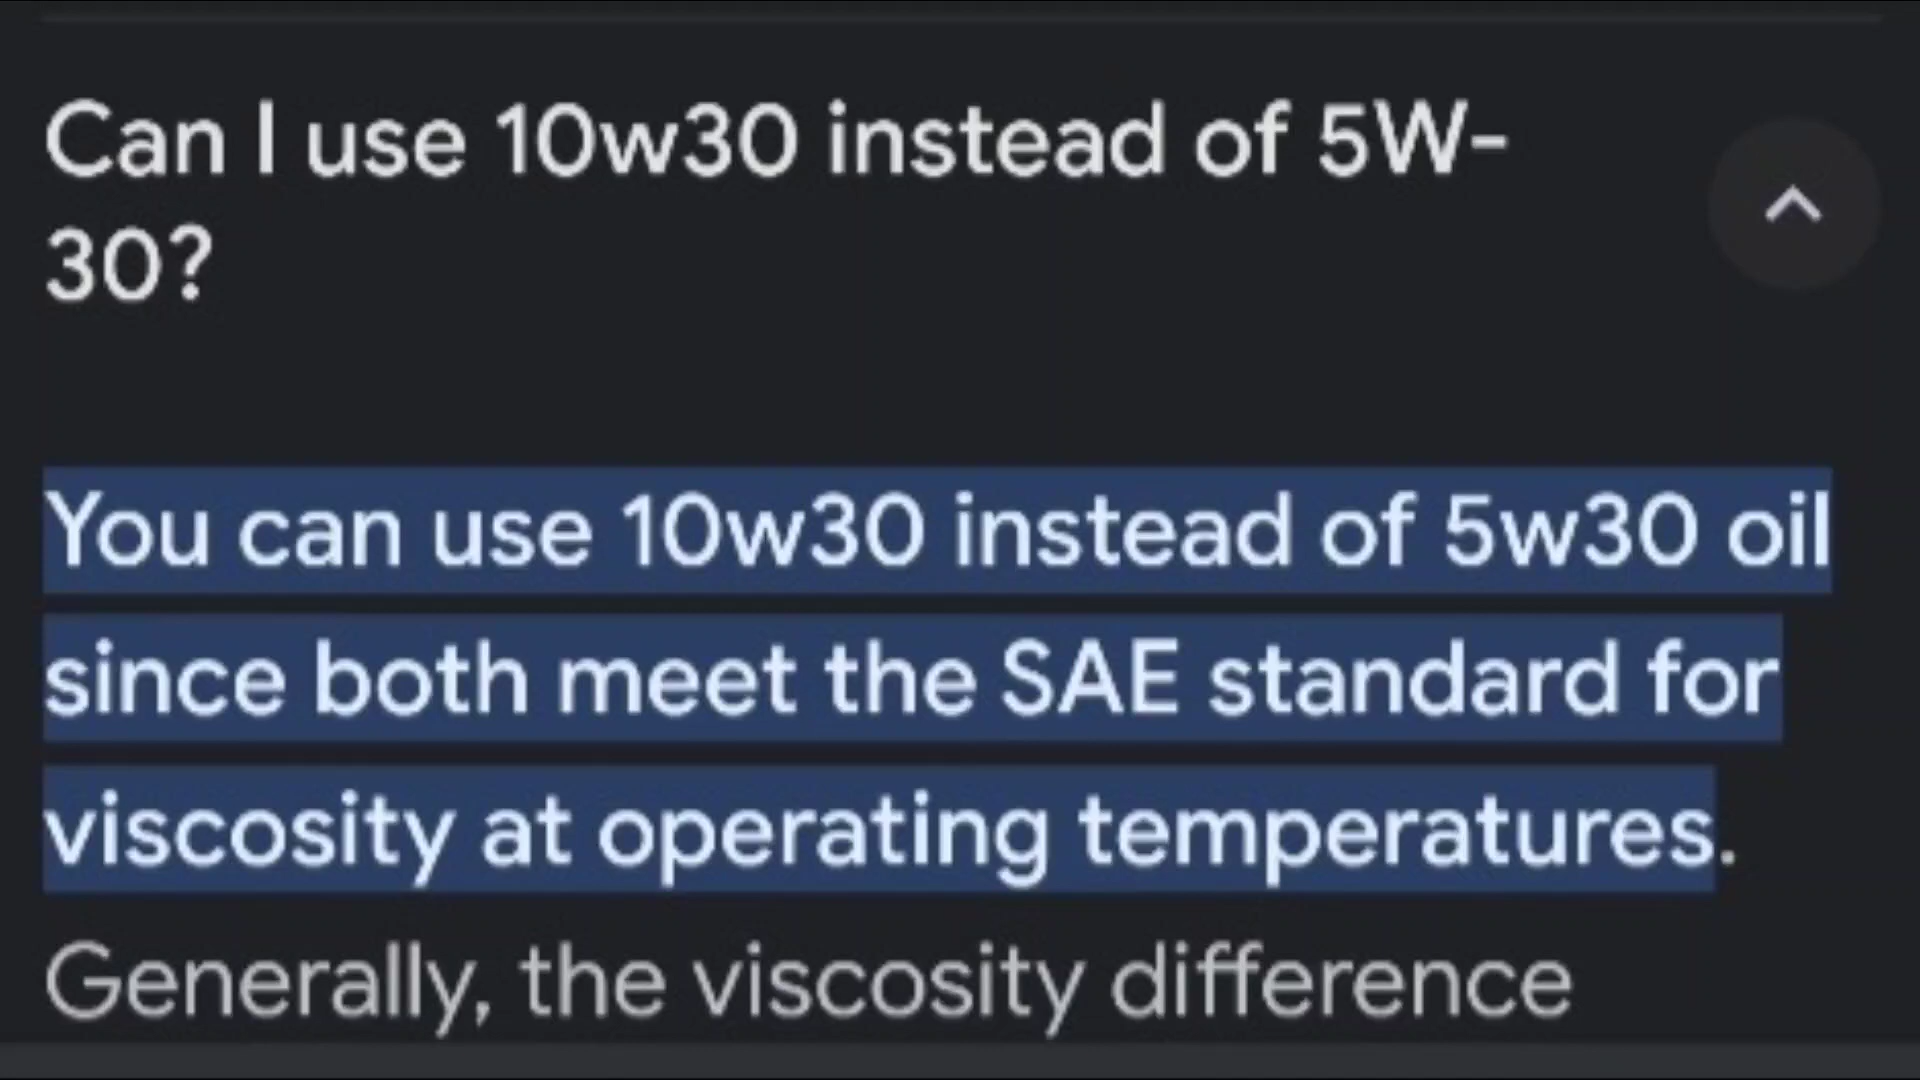 Can I use 10w30 instead of 5W-
30?
You can use 10w30 instead of 5w30 oil
since both meet the SAE standard for
viscosity at operating temperatures.
Generally, the viscosity difference